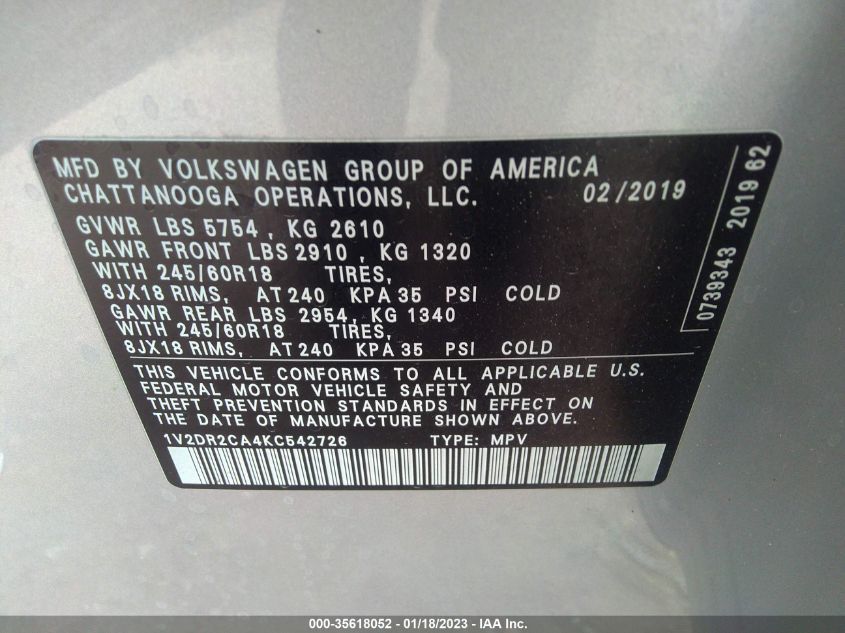 MFD BY VOLKSWAGEN GROUP OF AMERICA
CHATTANOOGA OPERATIONS, LLC. 02/2019
GVWR LBS 5754 , KG 2610
GAWR FRONT LBS 2910 , KG 1320
WITH 245/60R18 TIRES,
8JX18 RIMS, AT 240 KPA 35 PSI COLD
GAWR REAR LBS 2954, KG 1340
WITH 245/60R18 TIRES,
8JX18 RIMS, AT 240 KPA 35 PSI COLD
THIS VEHICLE CONFORMS TO ALL APPLICABLE U.S.
FEDERAL MOTOR VEHICLE SAFETY AND
THEFT PREVENTION STANDARDS IN EFFECT ON
THE DATE OF MANUFACTURE SHOWN ABOVE.
1V2DR2CA4KC542726 TYPE: MPV
0739343 2019 62
000-35618052 - 01/18/2023 - IAA Inc.